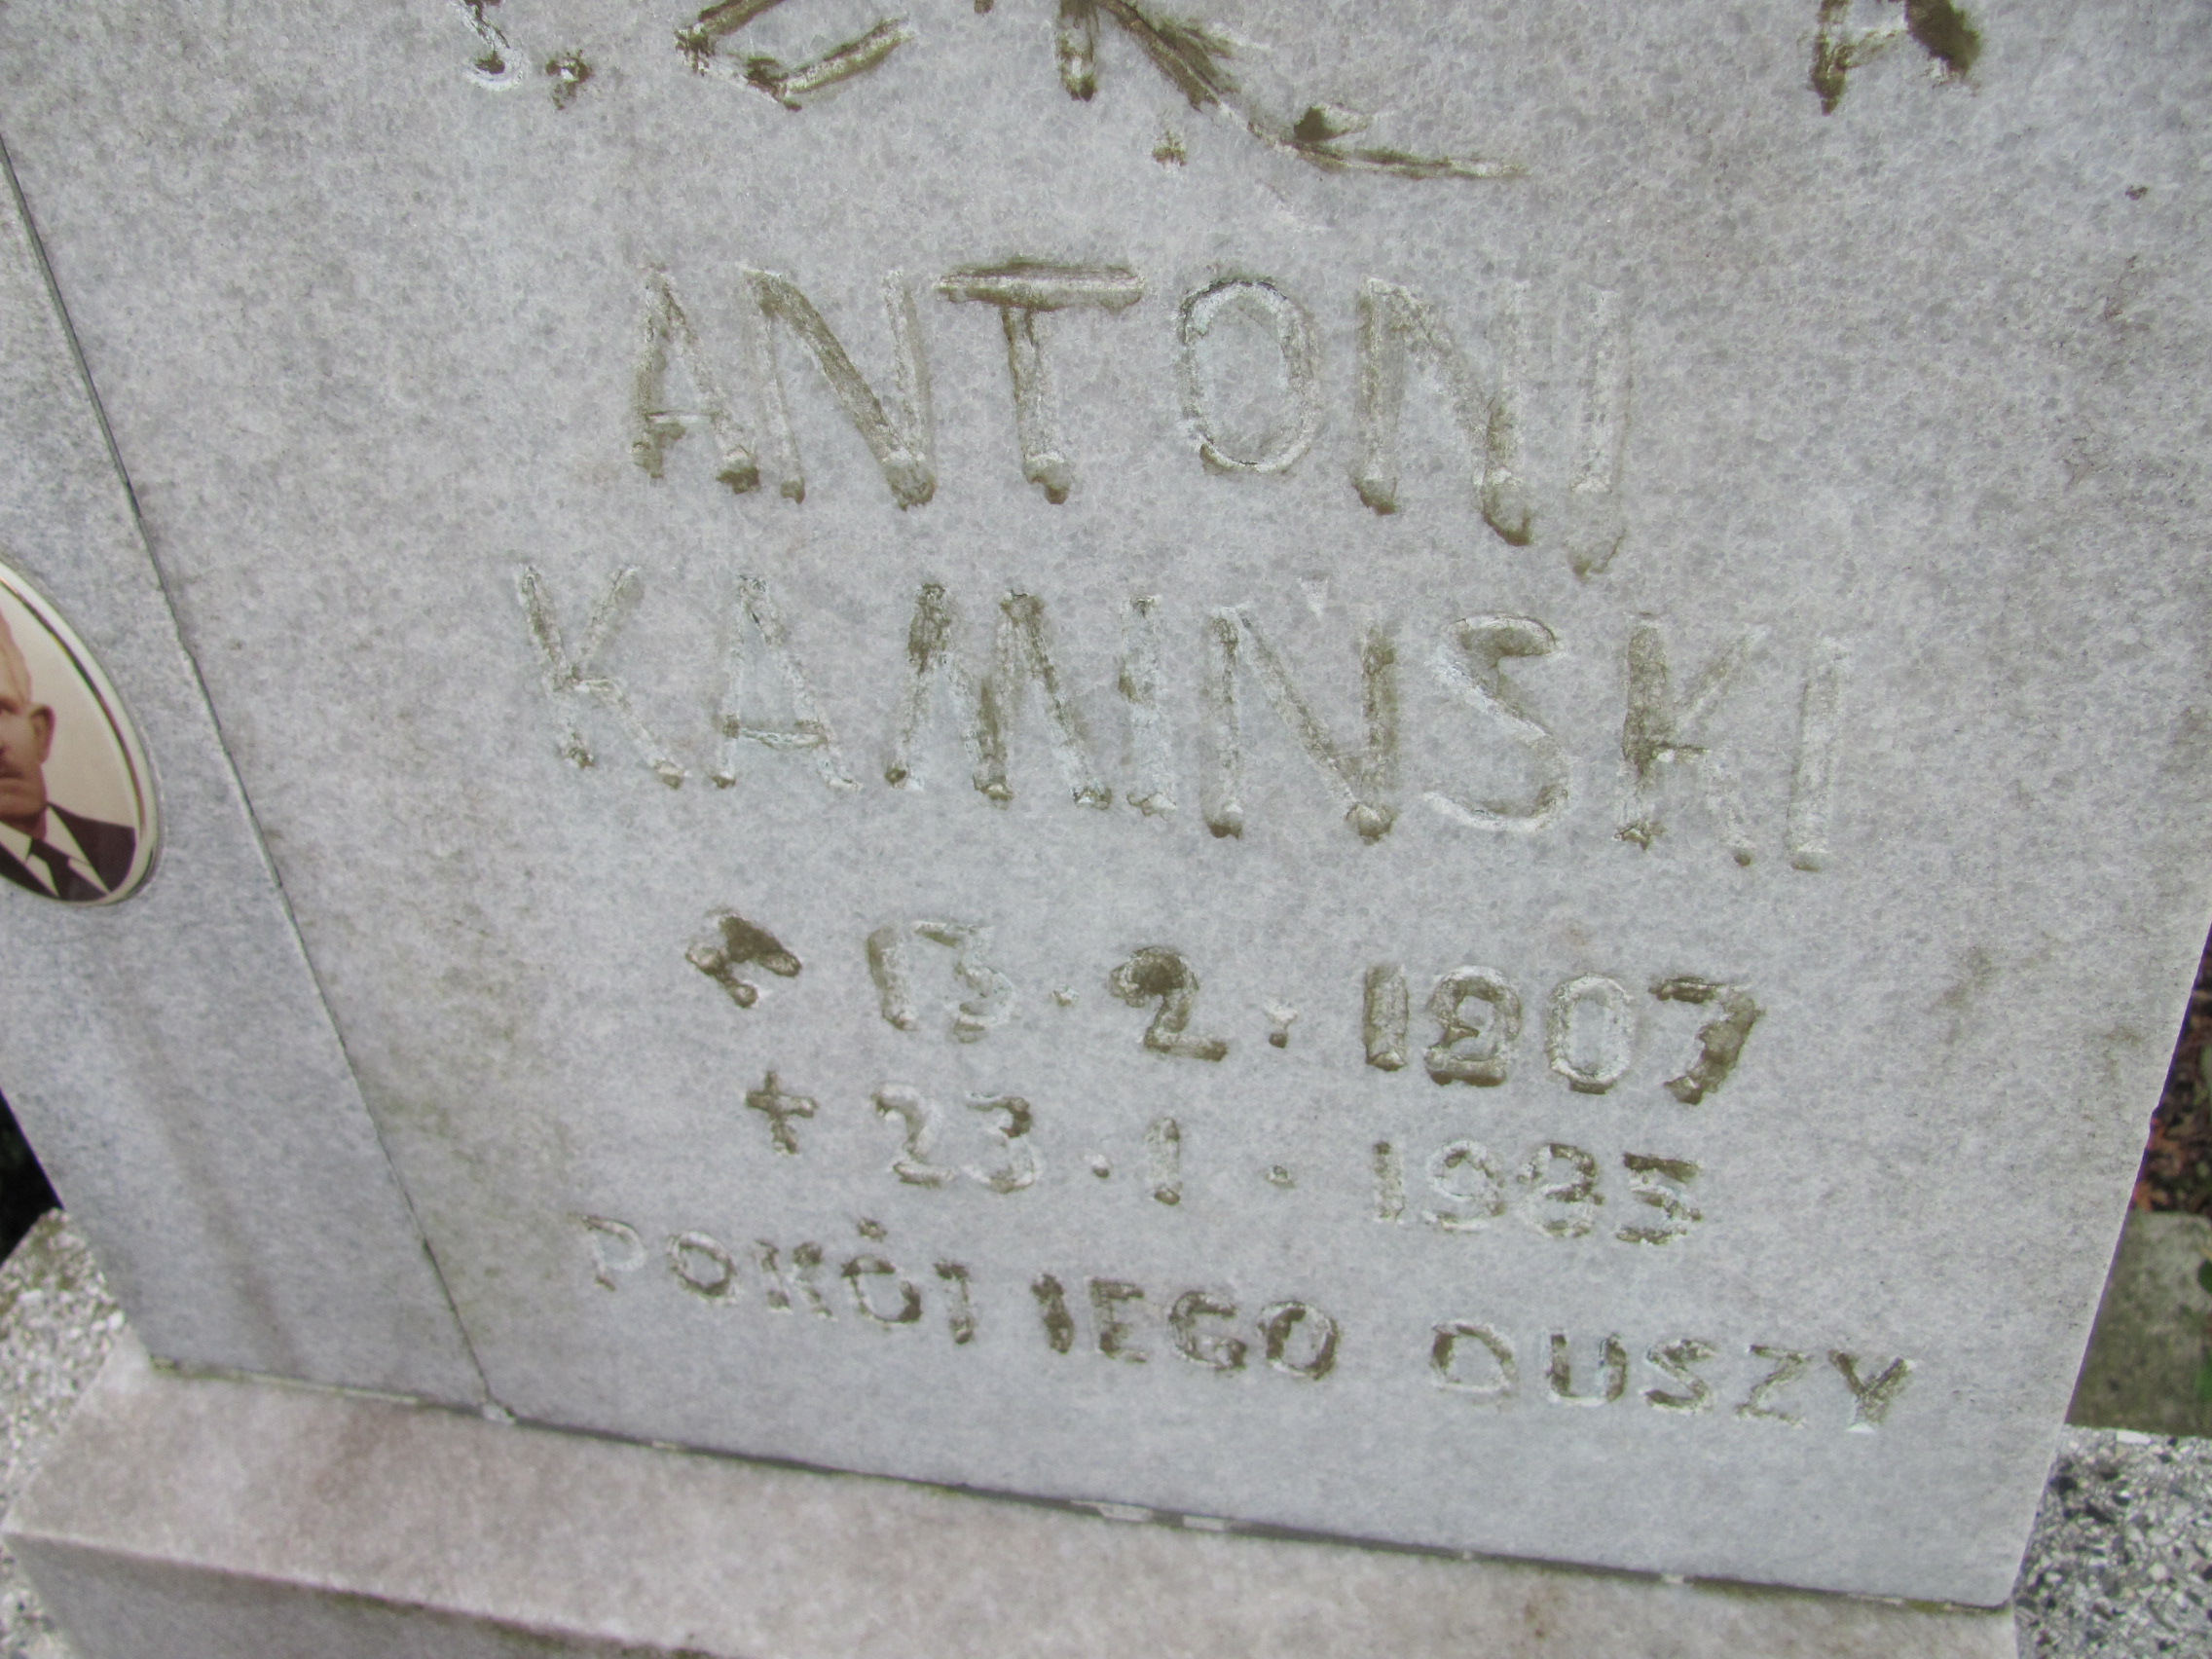 ANTONI
KAMIŃSKI
* 13·2·1907
† 23·1·1985
POKÓJ JEGO DUSZY